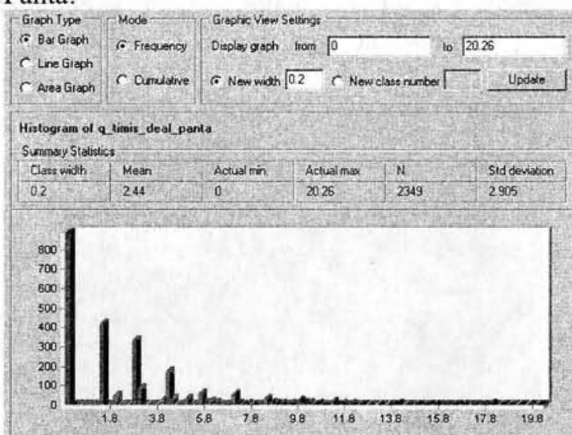 Panta.
Graph Type Mode Graphic View Settings
Bar Graph Frequency Display graph from 0 to 20.26
Line Graph
Area Graph Cumulative New width 0.2 New class number Update
Histogram of q_timis_deal_panta
Summary Statistics
Class width Mean Actual min Actual max N Std deviation
0.2 2.44 0 20.26 2349 2.905
800
700
600
500
400
300
200
100
0
1.8 3.8 5.8 7.8 9.8 11.8 13.8 15.8 17.8 19.8